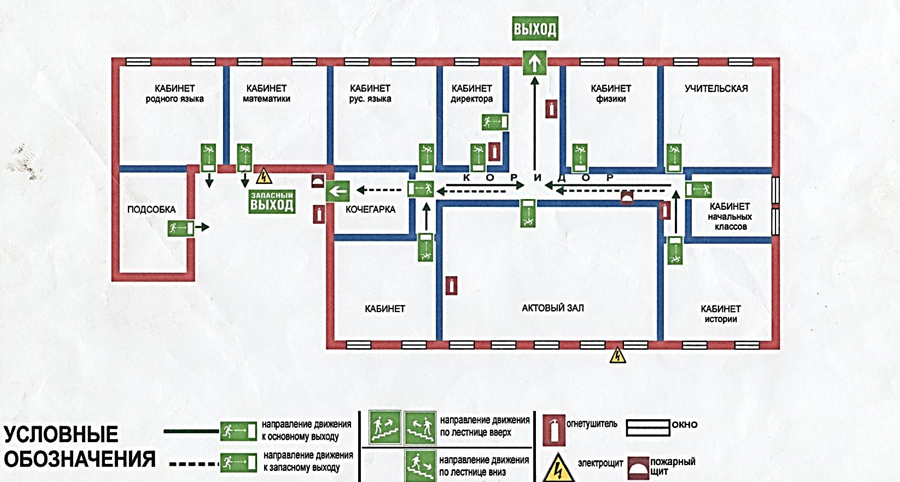 ВЫХОД
КАБИНЕТ
родного языка
КАБИНЕТ
математики
КАБИНЕТ
рус. языка
КАБИНЕТ
директора
КАБИНЕТ
физики
УЧИТЕЛЬСКАЯ
КОРИДОР
ПОДСОБКА
ЗАПАСНЫЙ
ВЫХОД
КОЧЕГАРКА
КАБИНЕТ
начальных
классов
КАБИНЕТ
АКТОВЫЙ ЗАЛ
КАБИНЕТ
истории
УСЛОВНЫЕ
ОБОЗНАЧЕНИЯ
направление движения
к основному выходу
направление движения
к запасному выходу
направление движения
по лестнице вверх
направление движения
по лестнице вниз
огнетушитель
ОКНО
электрощит
пожарный
щит